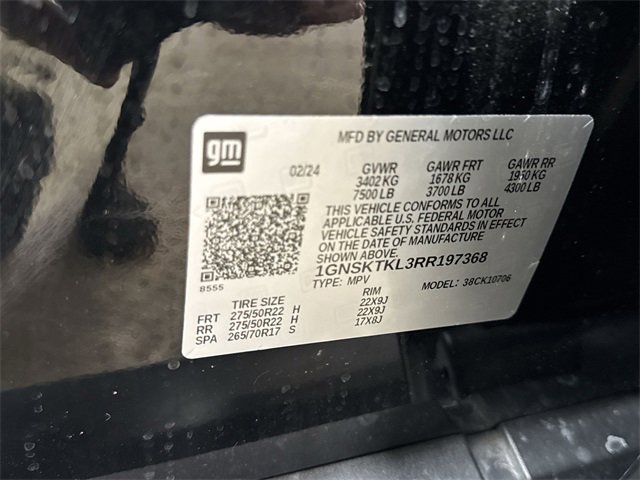 gm
MFD BY GENERAL MOTORS LLC
02/24
GVWR GAWR FRT GAWR RR
3402 KG 1678 KG 1950 KG
7500 LB 3700 LB 4300 LB
THIS VEHICLE CONFORMS TO ALL
APPLICABLE U.S. FEDERAL MOTOR
VEHICLE SAFETY STANDARDS IN EFFECT
ON THE DATE OF MANUFACTURE
SHOWN ABOVE.
1GNSKTKL3RR197368
8555
TYPE: MPV MODEL: 38CK10706
TIRE SIZE RIM
FRT 275/50R22 H 22X9J
RR 275/50R22 H 22X9J
SPA 265/70R17 S 17X8J